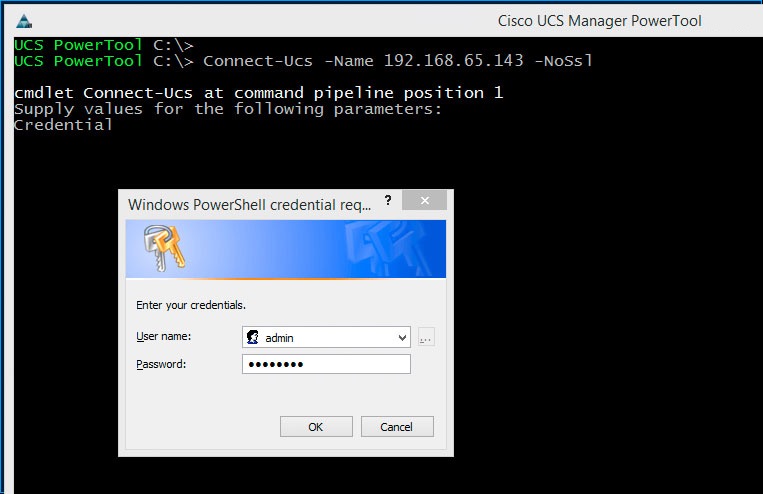 Cisco UCS Manager PowerTool
UCS PowerTool C:\>
UCS PowerTool C:\> Connect-Ucs -Name 192.168.65.143 -NoSsl
cmdlet Connect-Ucs at command pipeline position 1
Supply values for the following parameters:
Credential
Windows PowerShell credential req... ?
Enter your credentials.
User name: admin ...
Password: ••••••••
OK Cancel